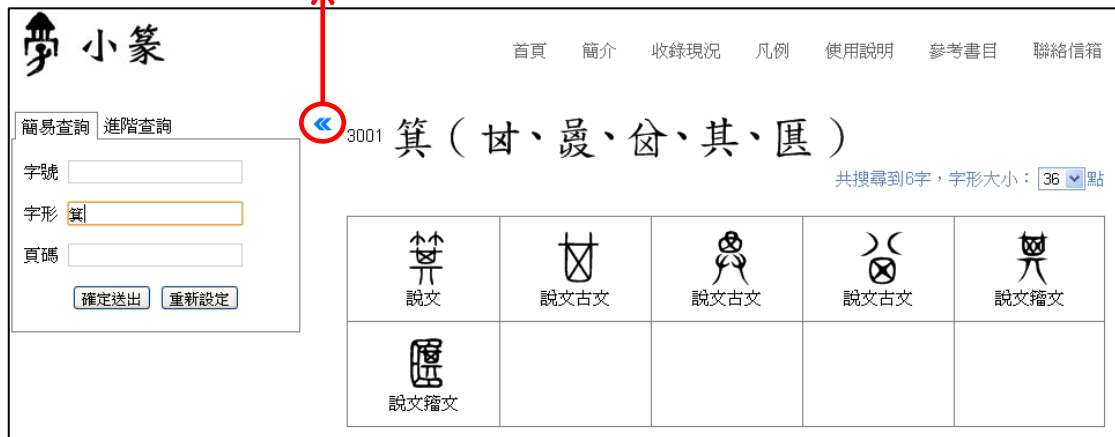 小篆
首頁 簡介 收錄現況 凡例 使用說明 參考書目 聯絡信箱
簡易查詢 進階查詢
字號
字形 箕
頁碼
確定送出 重新設定
3001 箕（𠀠、𠔋、㕣、其、匩）
共搜尋到6字，字形大小：36 點
說文 說文古文 說文古文 說文古文 說文籀文
說文籀文